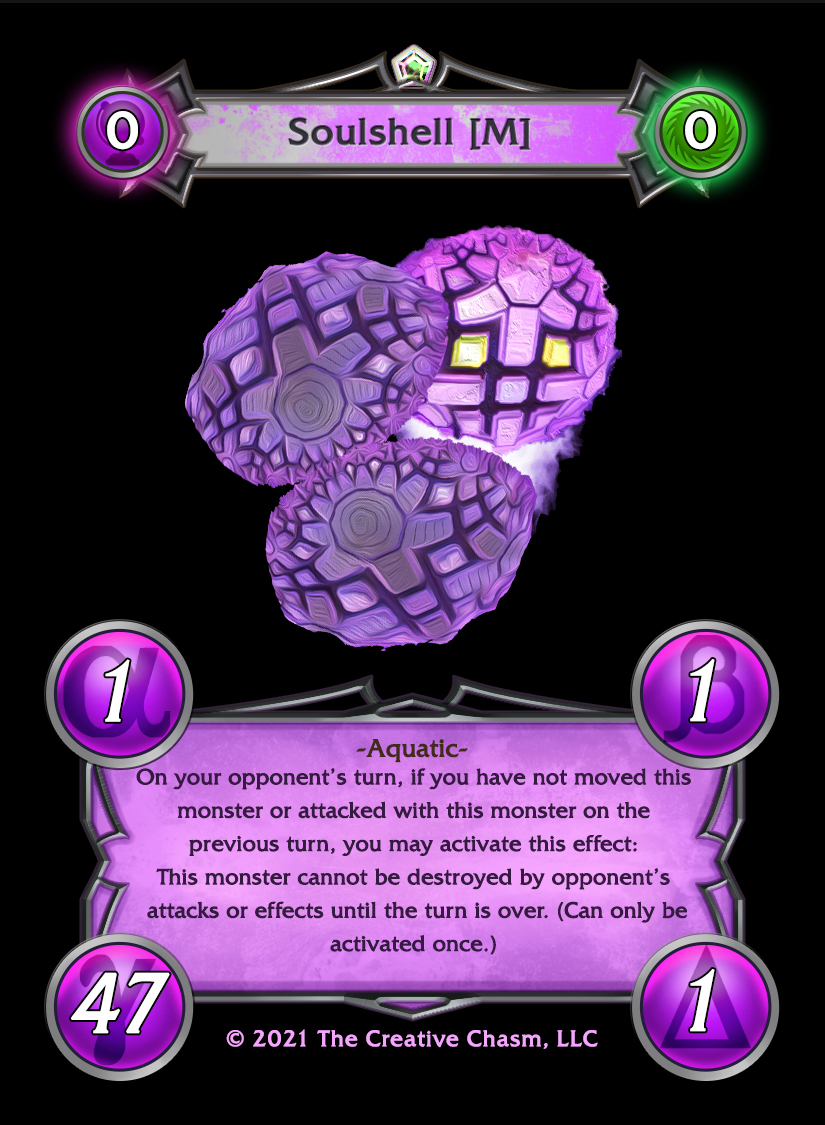 0 Soulshell [M] 0
α 1 β 1
-Aquatic-
On your opponent's turn, if you have not moved this
monster or attacked with this monster on the
previous turn, you may activate this effect:
This monster cannot be destroyed by opponent's
attacks or effects until the turn is over. (Can only be
activated once.)
γ 47 Δ 1
© 2021 The Creative Chasm, LLC